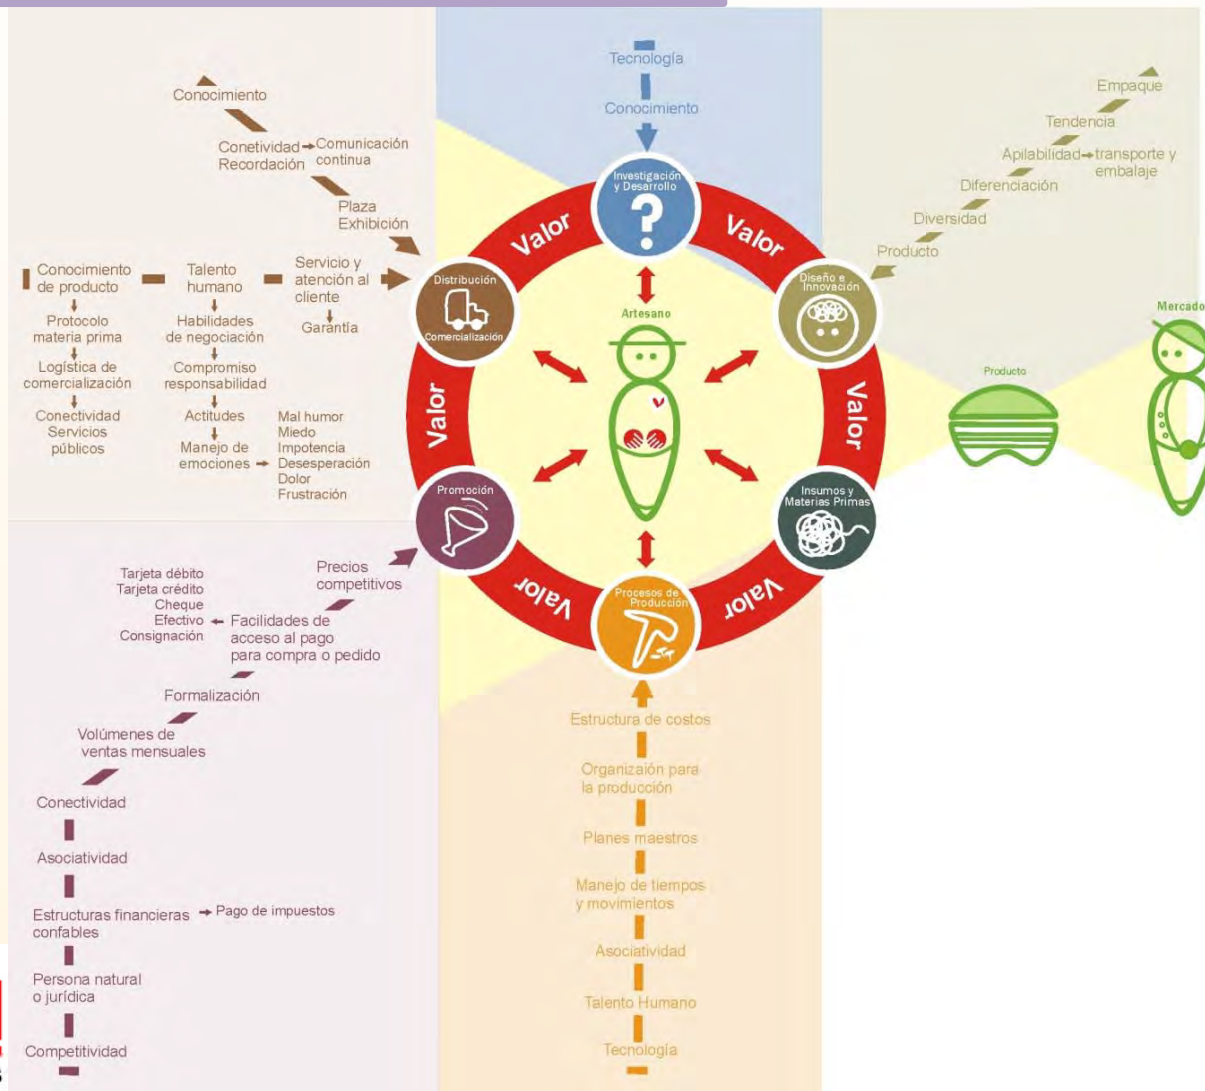 Tecnología
Conocimiento
Investigación
y Desarrollo
Conocimiento
Conetividad
Recordación
Comunicación
continua
Plaza
Exhibición
Conocimiento
de producto
Protocolo
materia prima
Logística de
comercialización
Conectividad
Servicios
públicos
Talento
humano
Habilidades
de negociación
Compromiso
responsabilidad
Actitudes
Manejo de
emociones
Mal humor
Miedo
Impotencia
Desesperación
Dolor
Frustración
Servicio y
atención al
cliente
Garantía
Distribución
Comercialización
Empaque
Tendencia
Apilabilidad
transporte y
embalaje
Diferenciación
Diversidad
Producto
Diseño e
Innovación
Valor
Valor
Valor
Valor
Valor
Valor
Artesano
Producto
Mercado
Promoción
Insumos y
Materias Primas
Procesos de
Producción
Precios
competitivos
Tarjeta débito
Tarjeta crédito
Cheque
Efectivo
Consignación
Facilidades de
acceso al pago
para compra o pedido
Formalización
Volúmenes de
ventas mensuales
Conectividad
Asociatividad
Estructuras financieras
confables
Pago de impuestos
Persona natural
o jurídica
Competitividad
Estructura de costos
Organizaión para
la producción
Planes maestros
Manejo de tiempos
y movimientos
Asociatividad
Talento Humano
Tecnología